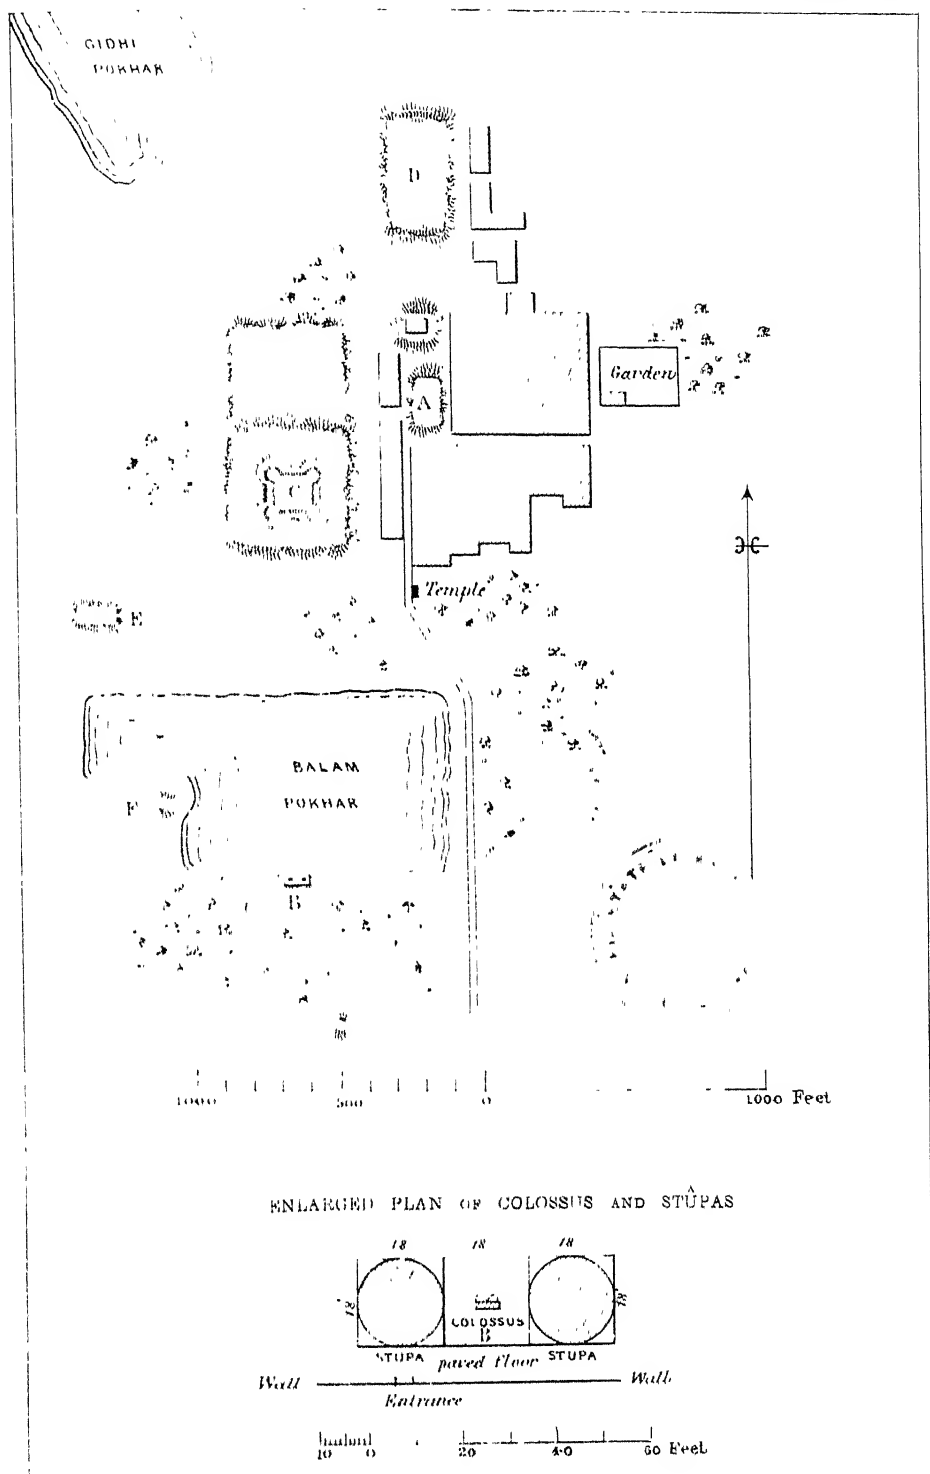 GIDHI
POKHAR
D
Garden
A
C
Temple
E
BALAM
POKHAR
F
B
1000 500 0 1000 Feet
ENLARGED PLAN OF COLOSSUS AND STÛPAS
18 18 18
18' 18'
COLOSSUS
B
STUPA paved floor STUPA
Wall Wall
Entrance
10 0 20 40 60 Feet